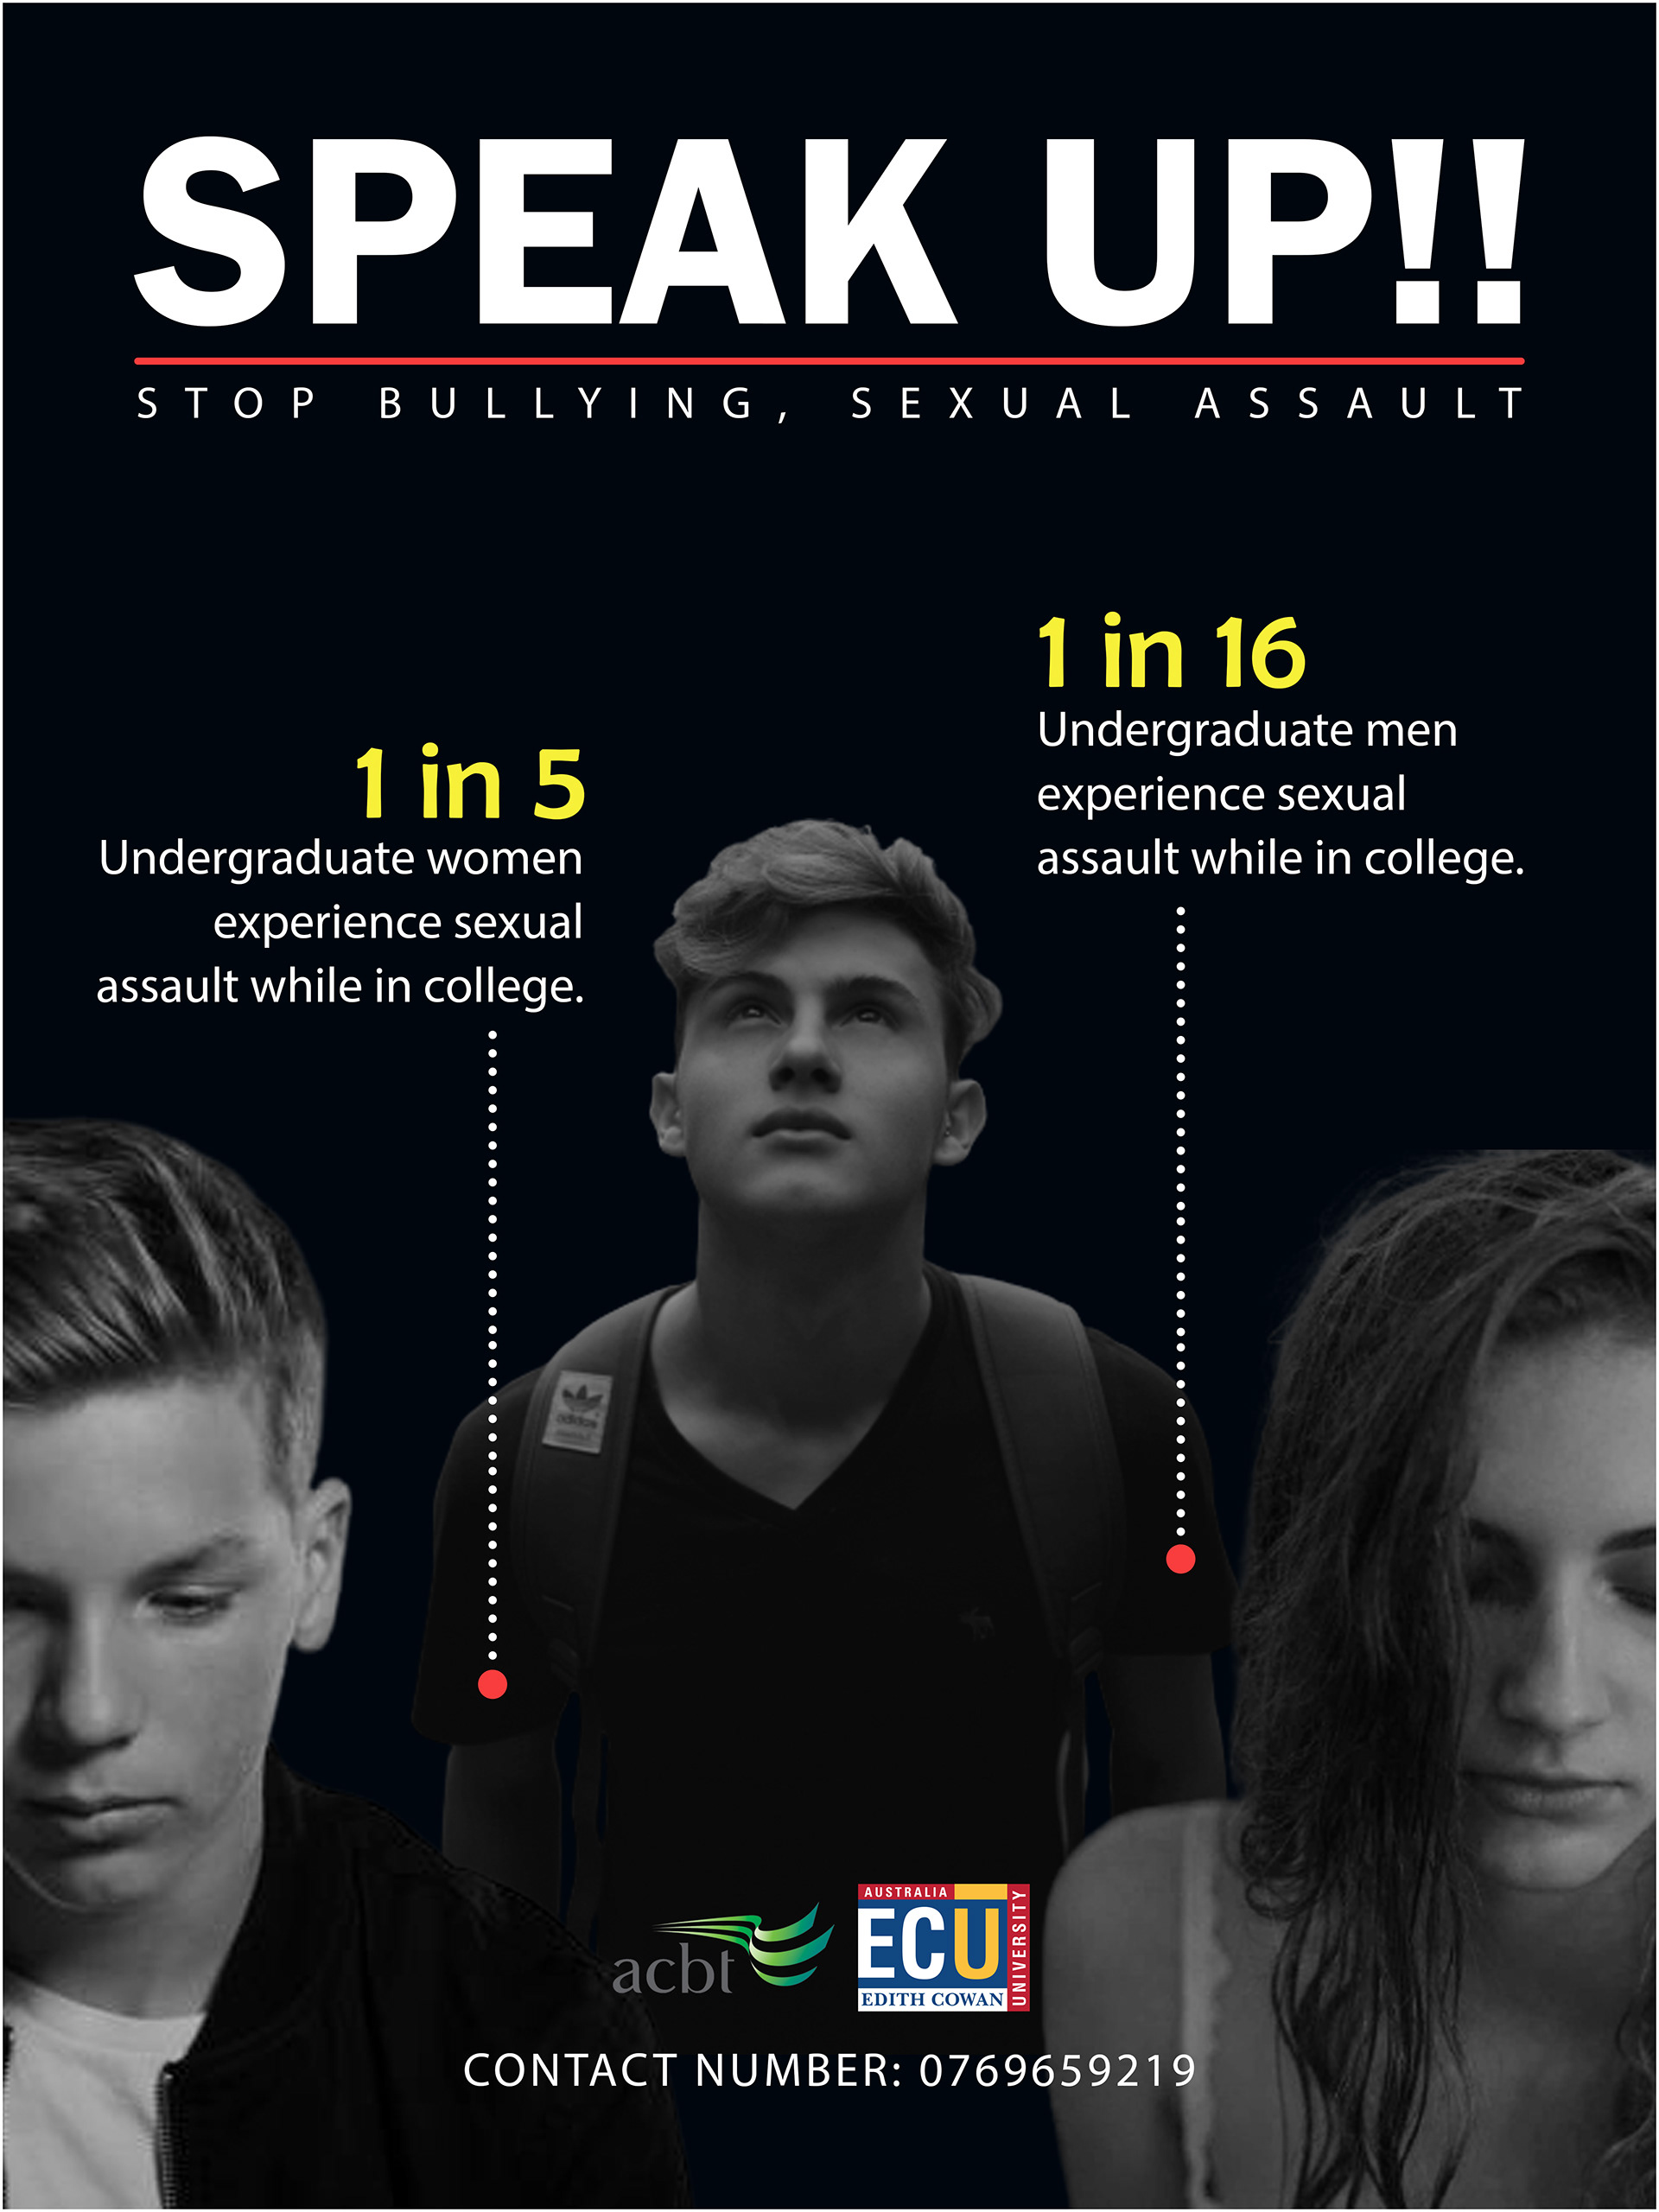 SPEAK UP!!
STOP BULLYING, SEXUAL ASSAULT
1 in 5
Undergraduate women
experience sexual
assault while in college.
1 in 16
Undergraduate men
experience sexual
assault while in college.
adidas
acbt
AUSTRALIA
ECU
EDITH COWAN
UNIVERSITY
CONTACT NUMBER: 0769659219